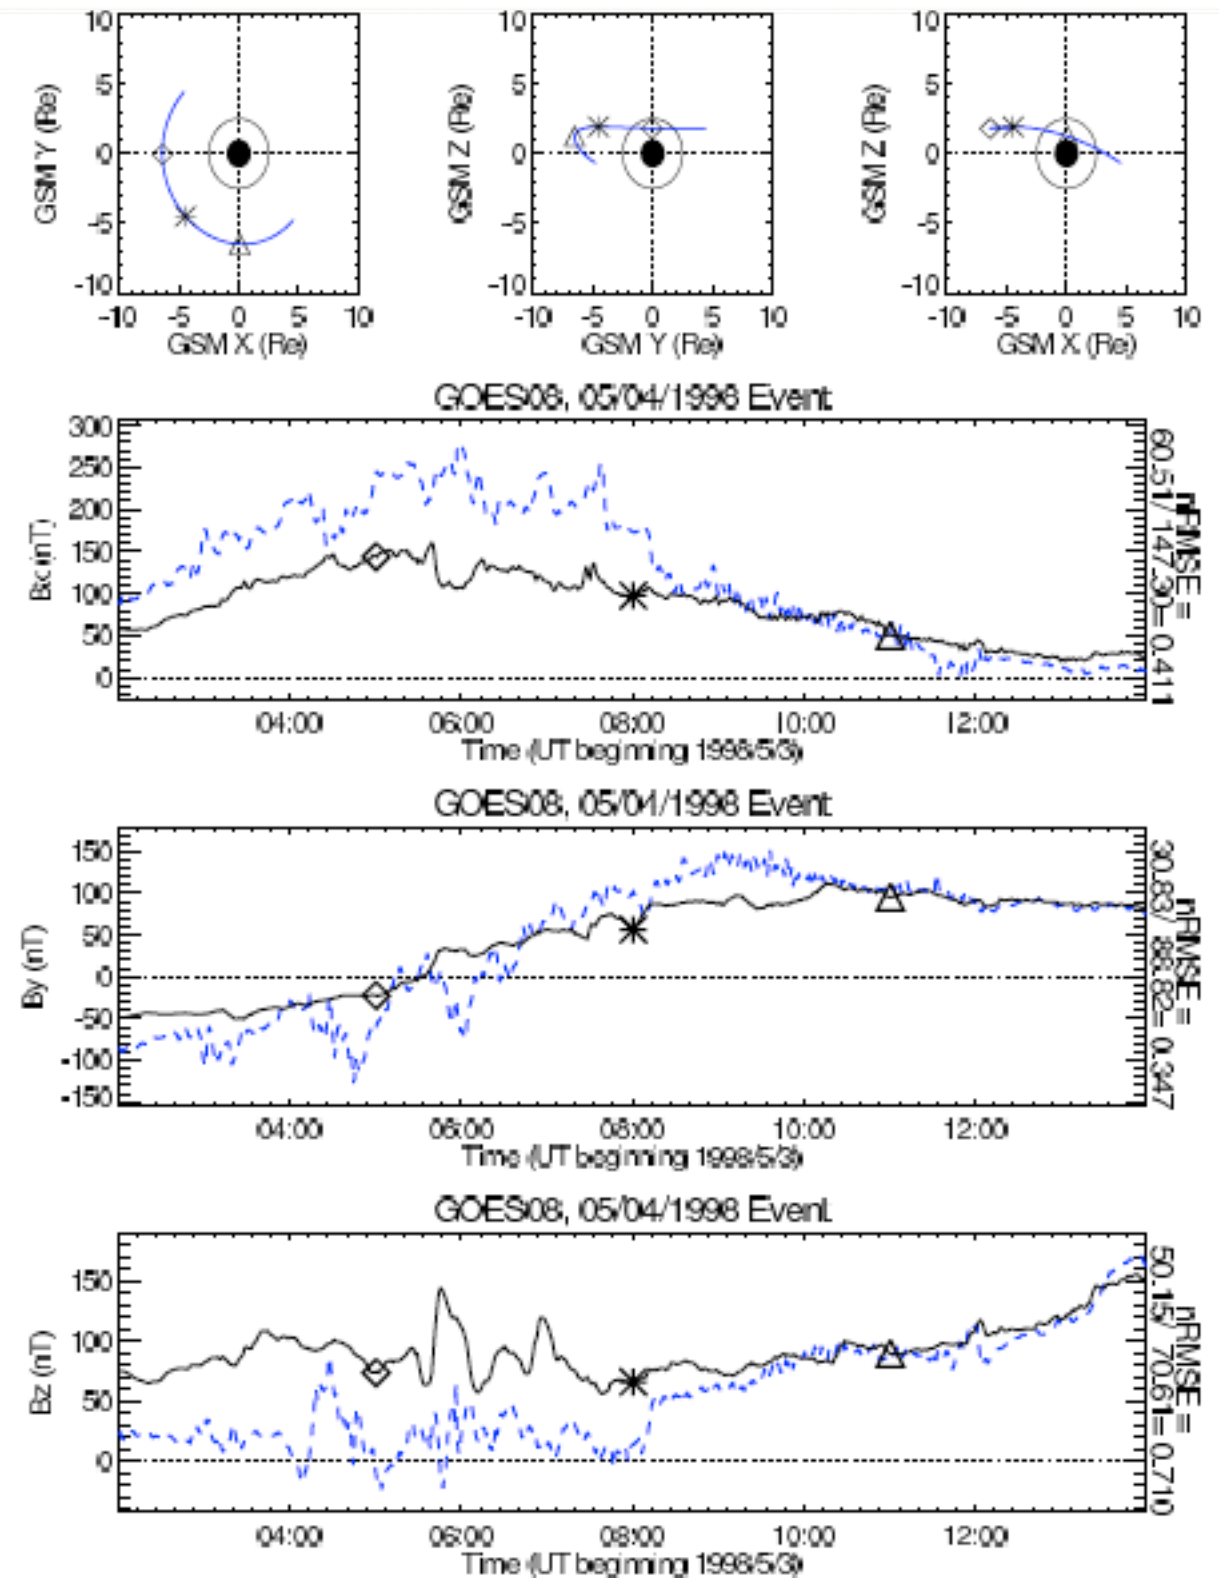 10
10
10
5
5
5
0
0
0
-5
-5
-5
-10
-10
-10
GSM Y (Re)
GSM Z (Re)
GSM Z (Re)
-10 -5 0 5 10
-10 -5 0 5 10
-10 -5 0 5 10
GSM X (Re)
GSM Y (Re)
GSM X (Re)
GOES08, 05/04/1998 Event
300
250
200
150
100
50
0
Bx (nT)
nRMSE =
60.51/ 147.39= 0.411
04:00 06:00 08:00 10:00 12:00
Time (UT beginning 1998/5/3)
GOES08, 05/04/1998 Event
150
100
50
0
-50
-100
-150
By (nT)
nRMSE =
30.83/ 88.82= 0.347
04:00 06:00 08:00 10:00 12:00
Time (UT beginning 1998/5/3)
GOES08, 05/04/1998 Event
150
100
50
0
Bz (nT)
nRMSE =
50.15/ 70.61= 0.710
04:00 06:00 08:00 10:00 12:00
Time (UT beginning 1998/5/3)